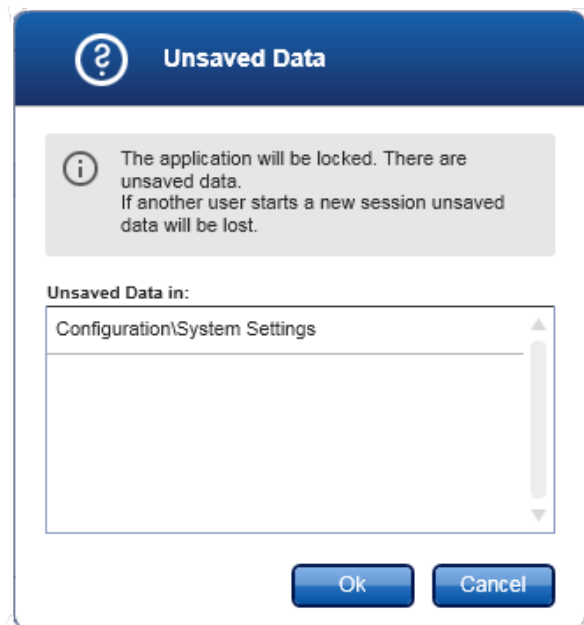 Unsaved Data
The application will be locked. There are
unsaved data.
If another user starts a new session unsaved
data will be lost.
Unsaved Data in:
Configuration\System Settings
Ok
Cancel